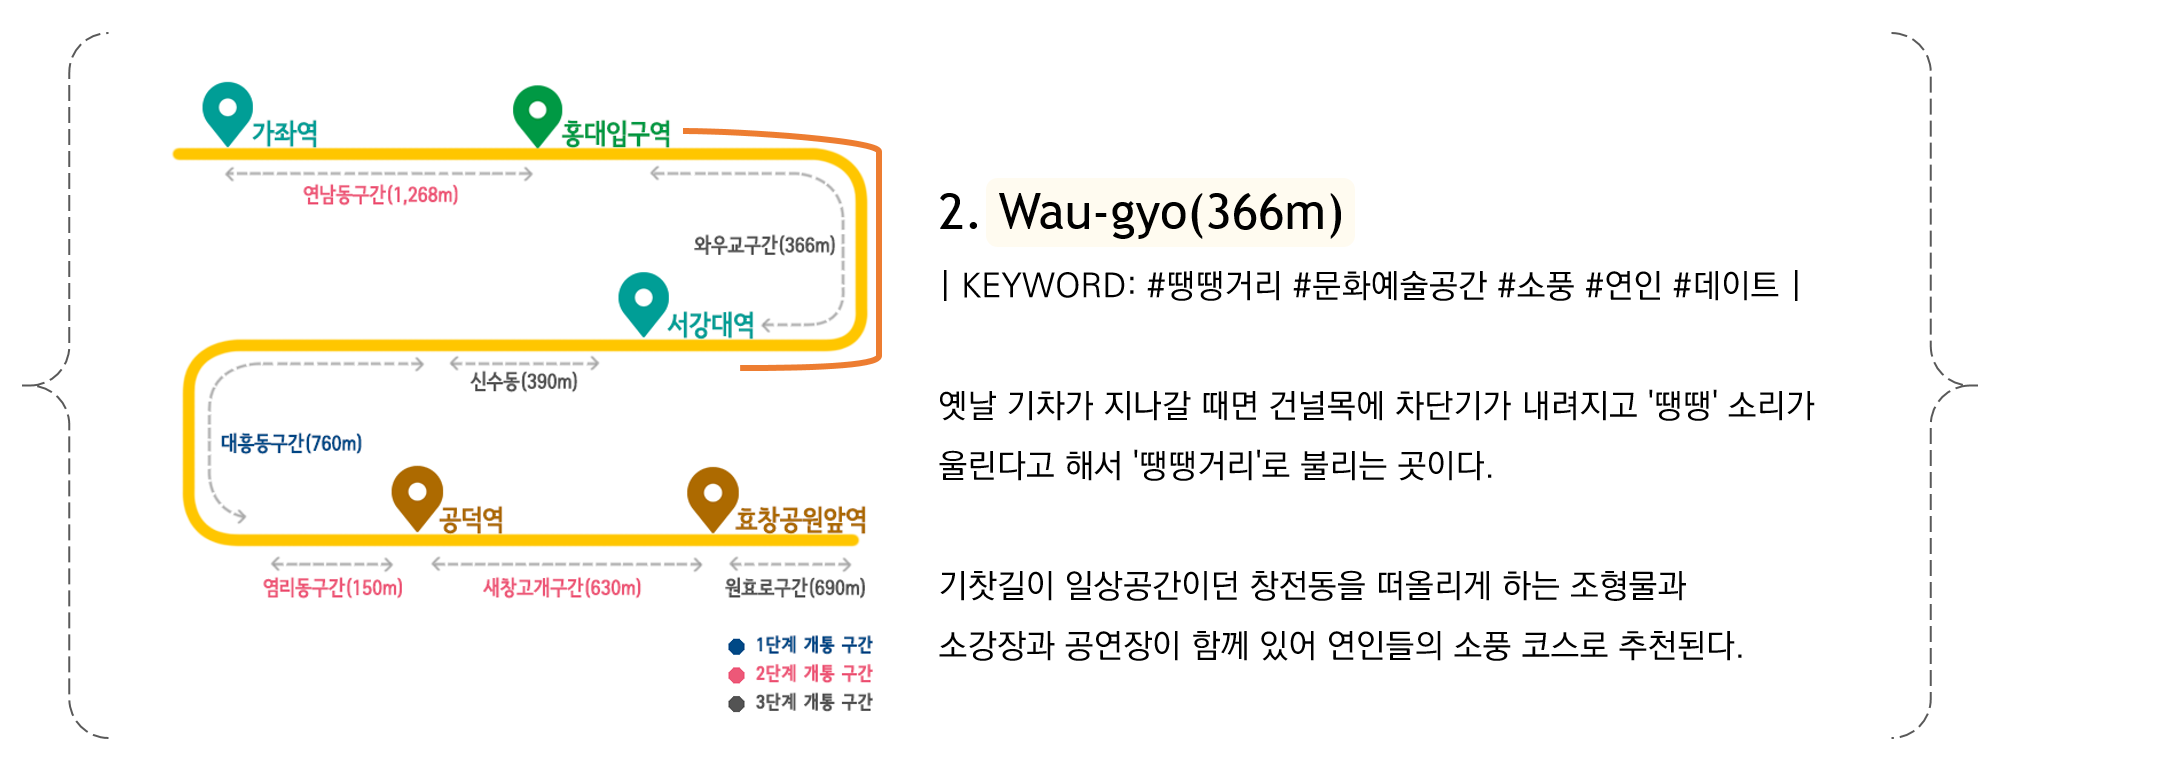 가좌역
홍대입구역
연남동구간(1,268m)
와우교구간(366m)
서강대역
신수동(390m)
대흥동구간(760m)
공덕역
효창공원앞역
염리동구간(150m)
새창고개구간(630m)
원효로구간(690m)
1단계 개통 구간
2단계 개통 구간
3단계 개통 구간
2. Wau-gyo(366m)
| KEYWORD: #땡땡거리 #문화예술공간 #소풍 #연인 #데이트 |
옛날 기차가 지나갈 때면 건널목에 차단기가 내려지고 '땡땡' 소리가
울린다고 해서 '땡땡거리'로 불리는 곳이다.
기찻길이 일상공간이던 창전동을 떠올리게 하는 조형물과
소강장과 공연장이 함께 있어 연인들의 소풍 코스로 추천된다.